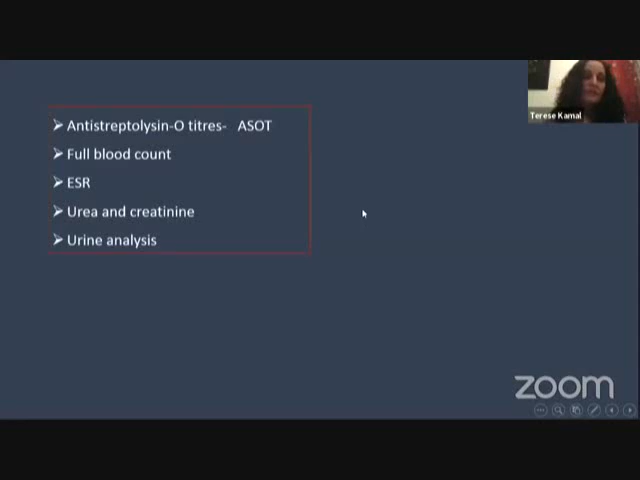 Terese Kamal
➢ Antistreptolysin-O titres- ASOT
➢ Full blood count
➢ ESR
➢ Urea and creatinine
➢ Urine analysis
zoom